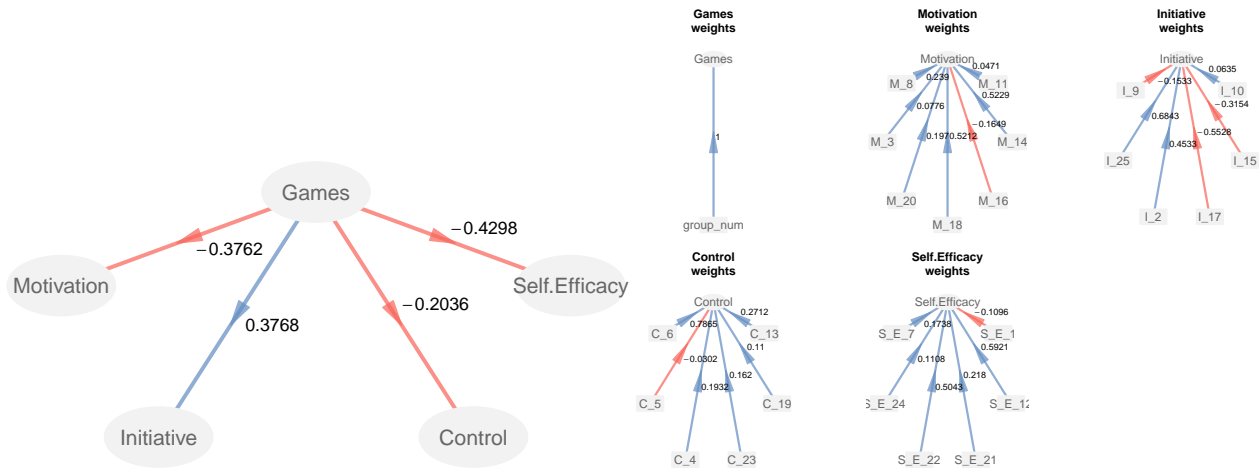 Games
−0.4298
−0.3762
Motivation
Self.Efficacy
−0.2036
0.3768
Initiative
Control
Games
weights
Games
1
group_num
Motivation
weights
Motivation
0.0471
M_8
0.239
M_11
0.5229
0.0776
−0.1649
M_3
0.197
0.5212
M_14
M_20
M_16
M_18
Initiative
weights
Initiative
0.0635
−0.1533
I_9
I_10
−0.3154
0.6843
−0.5528
0.4533
I_25
I_15
I_2
I_17
Control
weights
Control
0.2712
0.7865
C_6
C_13
0.11
−0.0302
0.162
0.1932
C_5
C_19
C_4
C_23
Self.Efficacy
weights
Self.Efficacy
−0.1096
0.1738
S_E_7
S_E_1
0.5921
0.1108
0.218
0.5043
S_E_24
S_E_12
S_E_22
S_E_21